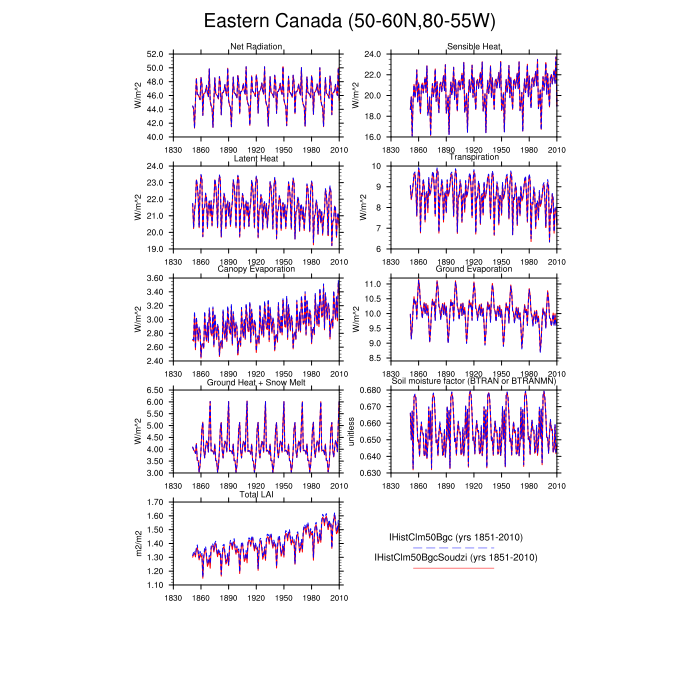 Eastern Canada (50-60N,80-55W)
Net Radiation
Sensible Heat
52.0
50.0
48.0
46.0
44.0
42.0
40.0
W/m^2
1830 1860 1890 1920 1950 1980 2010
24.0
22.0
20.0
18.0
16.0
W/m^2
1830 1860 1890 1920 1950 1980 2010
Latent Heat
Transpiration
24.0
23.0
22.0
21.0
20.0
19.0
W/m^2
1830 1860 1890 1920 1950 1980 2010
10
9
8
7
6
W/m^2
1830 1860 1890 1920 1950 1980 2010
Canopy Evaporation
Ground Evaporation
3.60
3.40
3.20
3.00
2.80
2.60
2.40
W/m^2
1830 1860 1890 1920 1950 1980 2010
11.0
10.5
10.0
9.5
9.0
8.5
W/m^2
1830 1860 1890 1920 1950 1980 2010
Ground Heat + Snow Melt
Soil moisture factor (BTRAN or BTRANMN)
6.50
6.00
5.50
5.00
4.50
4.00
3.50
3.00
W/m^2
1830 1860 1890 1920 1950 1980 2010
0.680
0.670
0.660
0.650
0.640
0.630
unitless
1830 1860 1890 1920 1950 1980 2010
Total LAI
1.70
1.60
1.50
1.40
1.30
1.20
1.10
m2/m2
1830 1860 1890 1920 1950 1980 2010
IHistClm50Bgc (yrs 1851-2010)
IHistClm50BgcSoudzi (yrs 1851-2010)